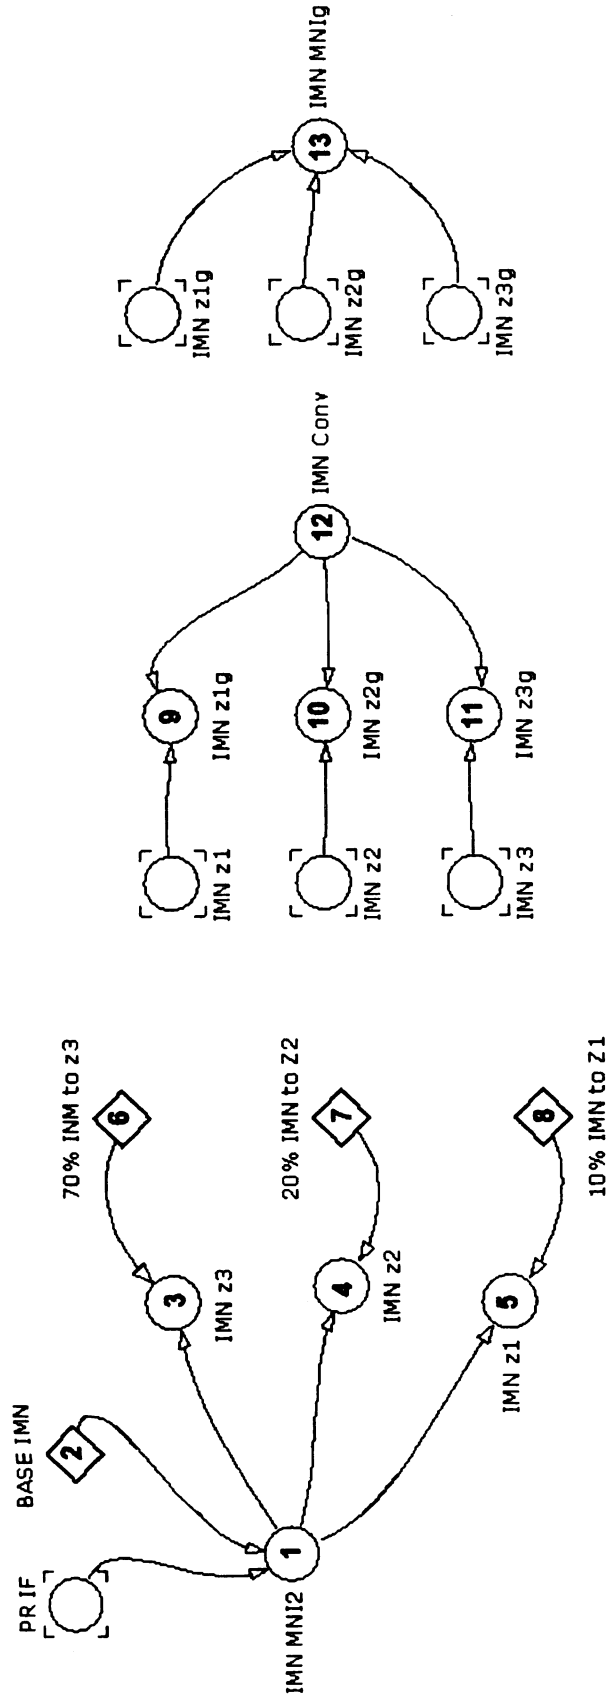 PR IF
BASE IMN
2
1
IMN MNI2
70% INM to z3
6
3
IMN z3
20% IMN to Z2
7
4
IMN z2
10% IMN to Z1
8
5
IMN z1
IMN z1
9
IMN z1g
IMN z2
10
IMN z2g
IMN z3
11
IMN z3g
12
IMN Conv
IMN z1g
IMN z2g
IMN z3g
13
IMN MNIg